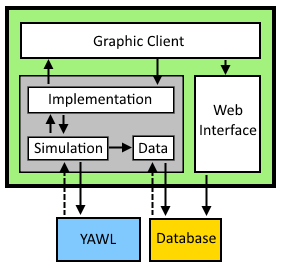 Graphic Client
Implementation
Web
Interface
Simulation
Data
YAWL
Database